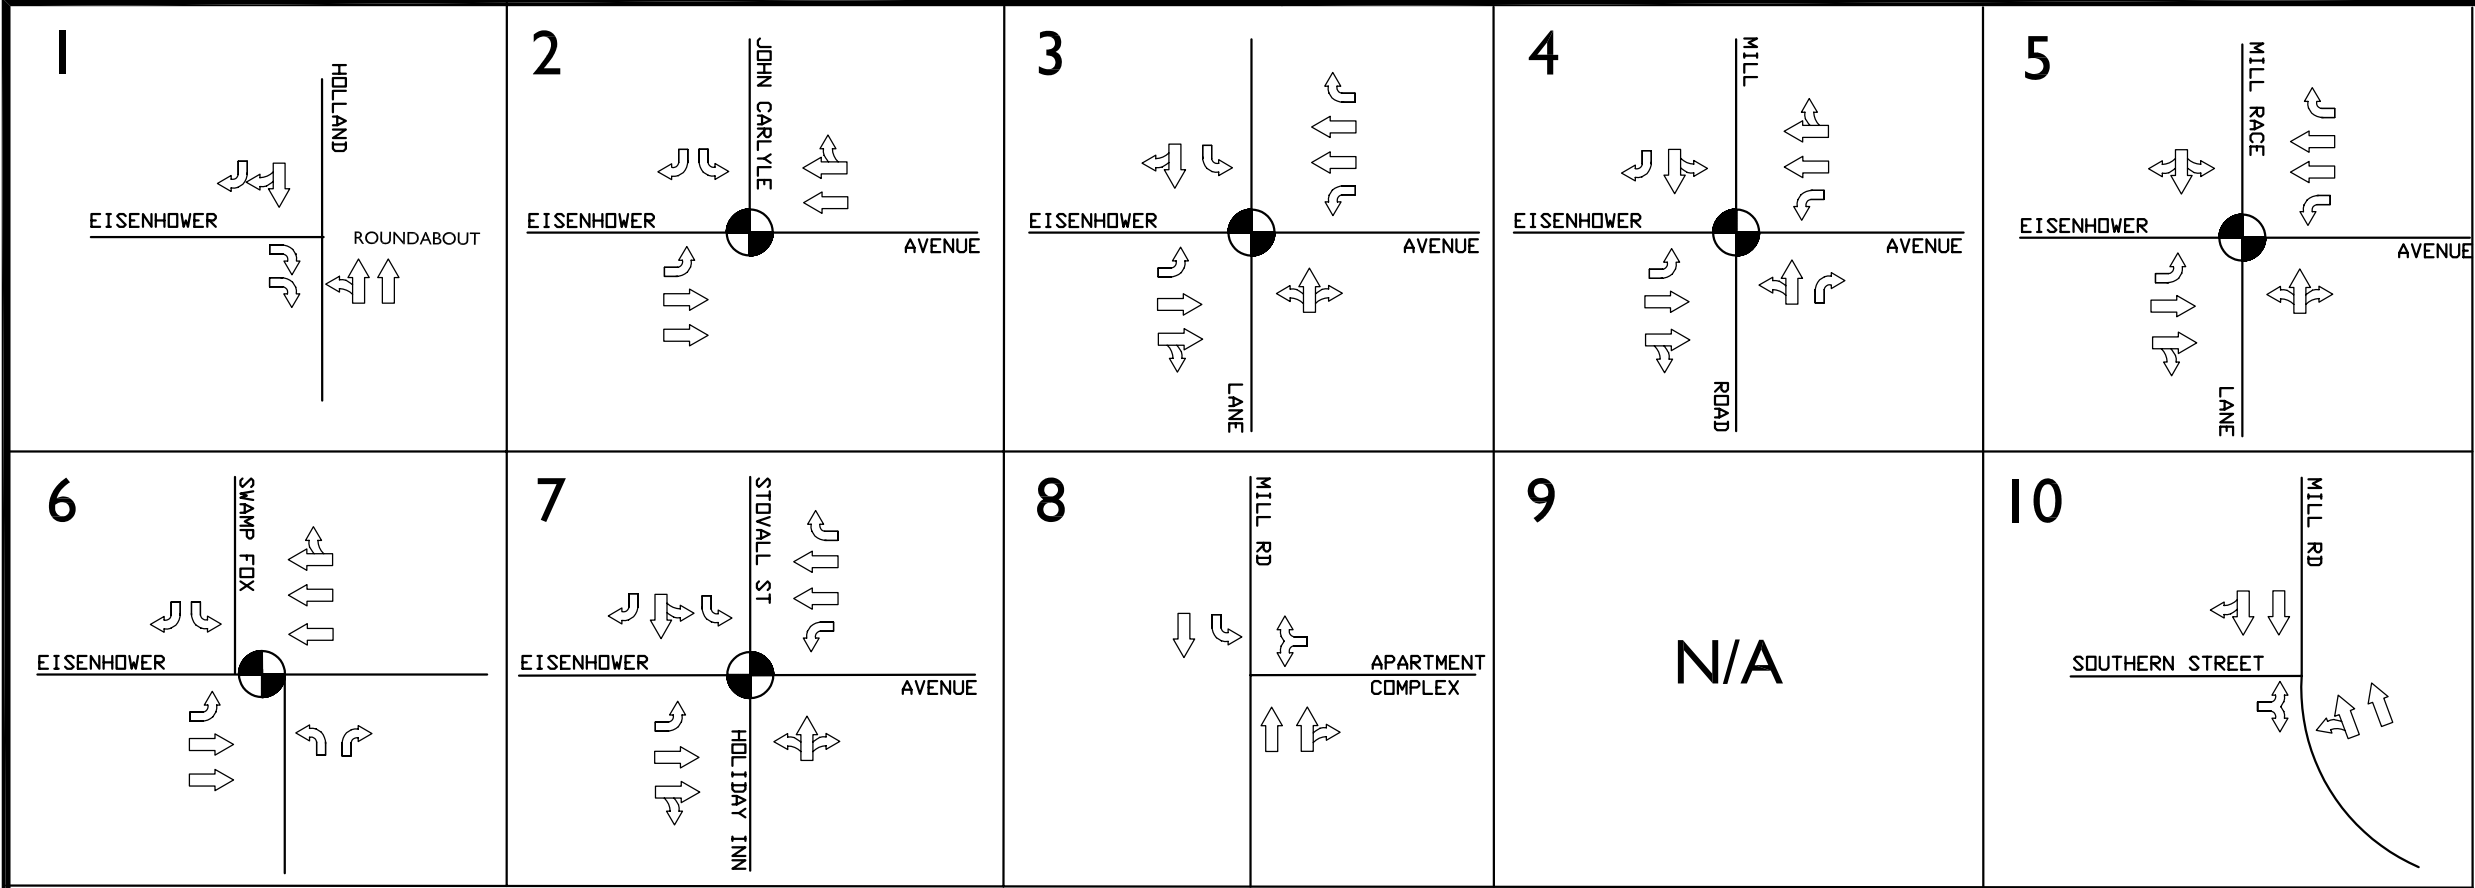 1
HOLLAND
EISENHOWER
ROUNDABOUT
2
JOHN CARLYLE
EISENHOWER
AVENUE
3
EISENHOWER
AVENUE
LANE
4
MILL
EISENHOWER
AVENUE
ROAD
5
MILL RACE
EISENHOWER
AVENUE
LANE
6
SWAMP FOX
EISENHOWER
7
STOVALL ST
EISENHOWER
AVENUE
HOLIDAY INN
8
MILL RD
APARTMENT
COMPLEX
9
N/A
10
MILL RD
SOUTHERN STREET